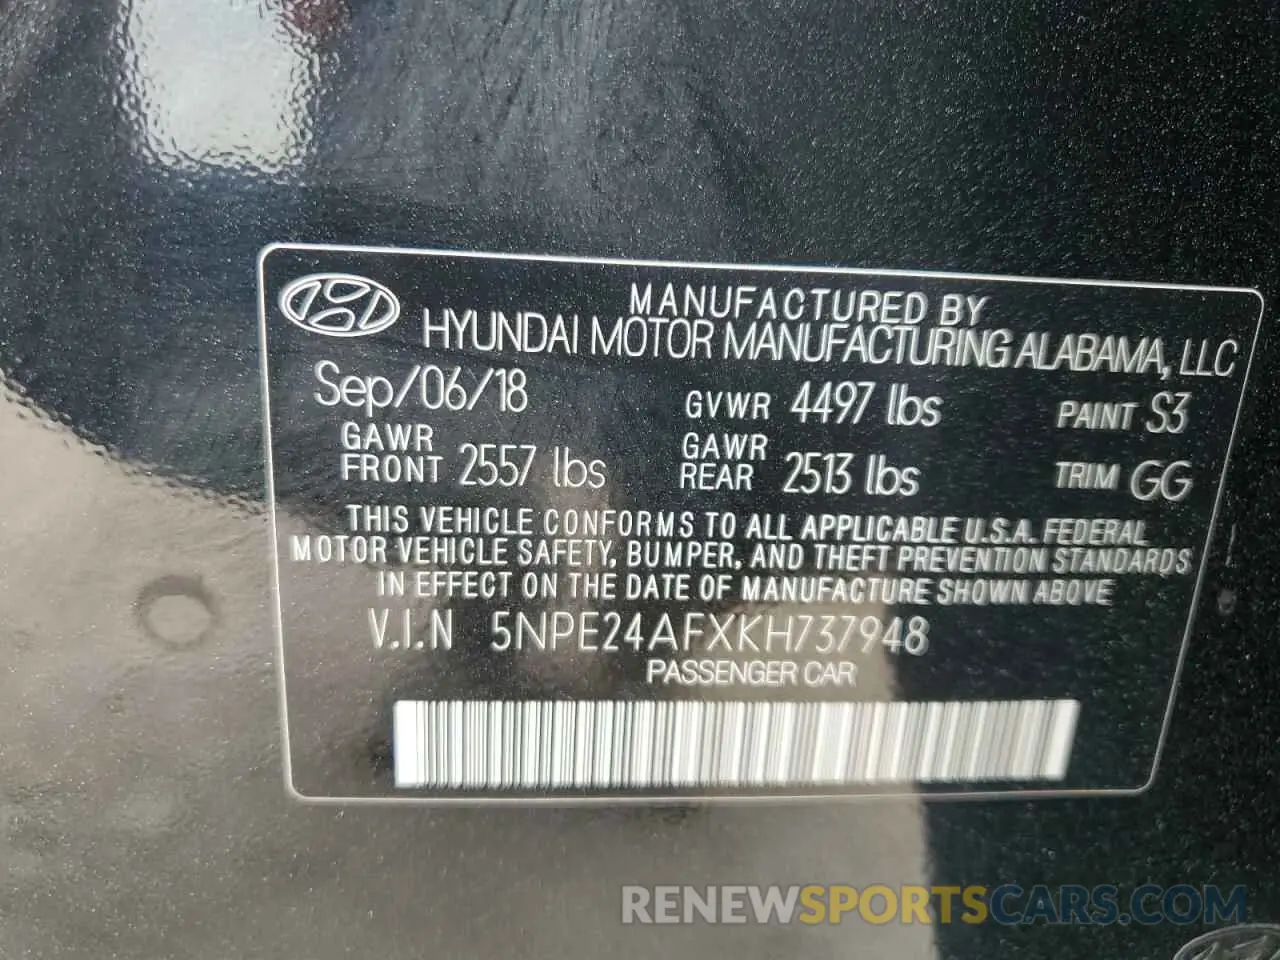 MANUFACTURED BY
HYUNDAI MOTOR MANUFACTURING ALABAMA, LLC
Sep/06/18 GVWR 4497 lbs PAINT S3
GAWR FRONT 2557 lbs GAWR REAR 2513 lbs TRIM GG
THIS VEHICLE CONFORMS TO ALL APPLICABLE U.S.A. FEDERAL
MOTOR VEHICLE SAFETY, BUMPER, AND THEFT PREVENTION STANDARDS
IN EFFECT ON THE DATE OF MANUFACTURE SHOWN ABOVE
V.I.N 5NPE24AFXKH737948
PASSENGER CAR
RENEWSPORTSCARS.COM